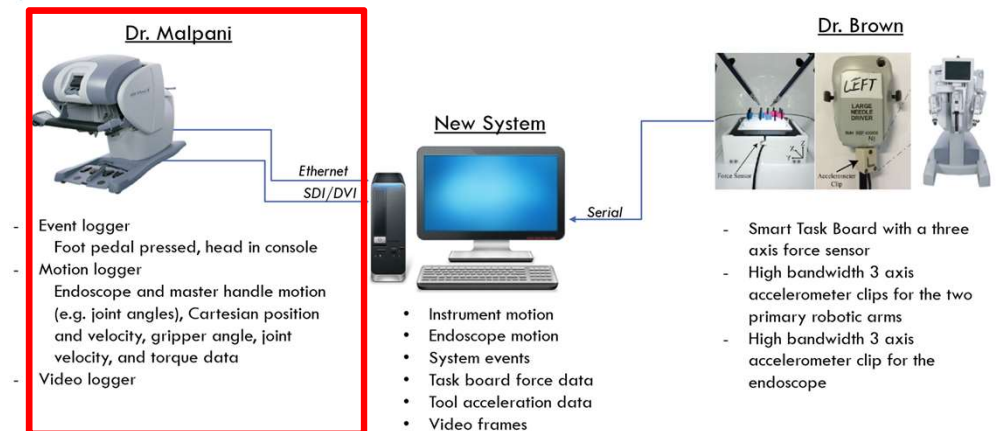 Dr. Malpani
Dr. Brown
New System
Ethernet
SDI/DVI
Serial
LEFT
LARGE
NEEDLE
DRIVER
Force Sensor
Accelerometer
Clip
- Event logger
Foot pedal pressed, head in console
- Motion logger
Endoscope and master handle motion
(e.g. joint angles), Cartesian position
and velocity, gripper angle, joint
velocity, and torque data
- Video logger
• Instrument motion
• Endoscope motion
• System events
• Task board force data
• Tool acceleration data
• Video frames
- Smart Task Board with a three
axis force sensor
- High bandwidth 3 axis
accelerometer clips for the two
primary robotic arms
- High bandwidth 3 axis
accelerometer clip for the
endoscope